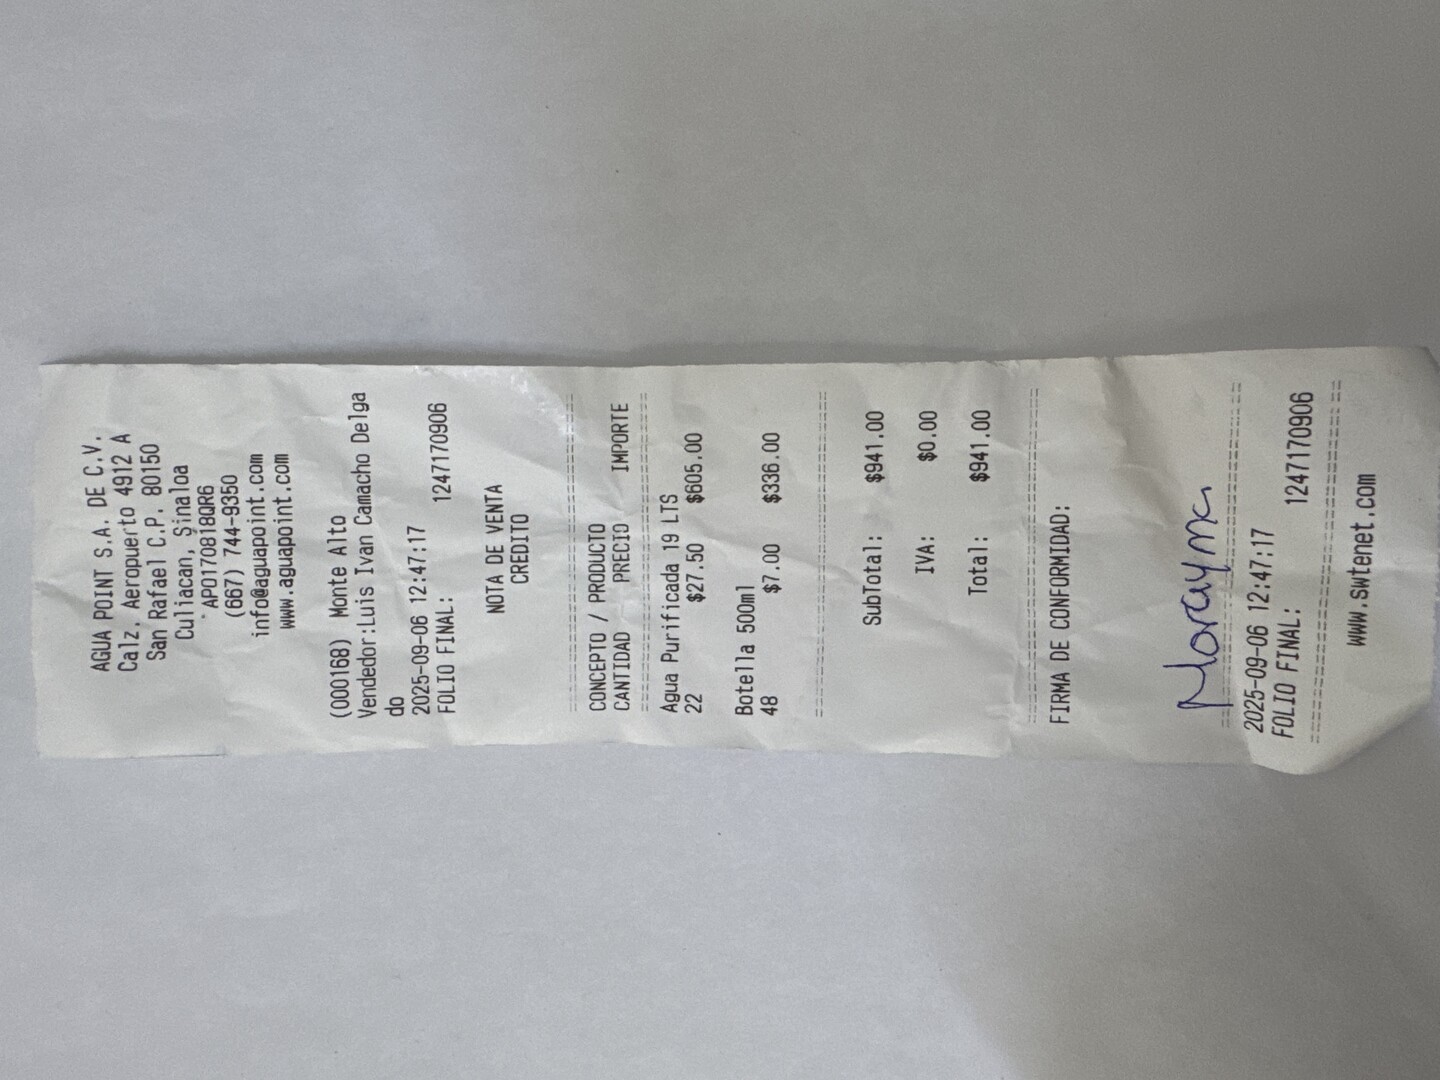 AGUA POINT S.A. DE C.V.
Calz, Aeropuerto 4912 A
San Rafael C.P. 80150
Culiacan, Sinaloa
APO170818QR6
(667) 744-9350
info@aguapoint.com
www.aguapoint.com
(000168) Monte Alto
Vendedor:Luis Ivan Camacho Delga
do
2025-09-06 12:47:17
FOLIO FINAL: 1247170906
NOTA DE VENTA
CREDITO
CONCEPTO / PRODUCTO
CANTIDAD PRECIO IMPORTE
Agua Purificada 19 LTS
22 $27.50 $605.00
Botella 500ml
48 $7.00 $336.00
SubTotal: $941.00
IVA: $0.00
Total: $941.00
FIRMA DE CONFORMIDAD:
Morayma
2025-09-06 12:47:17
FOLIO FINAL: 1247170906
www.swtenet.com